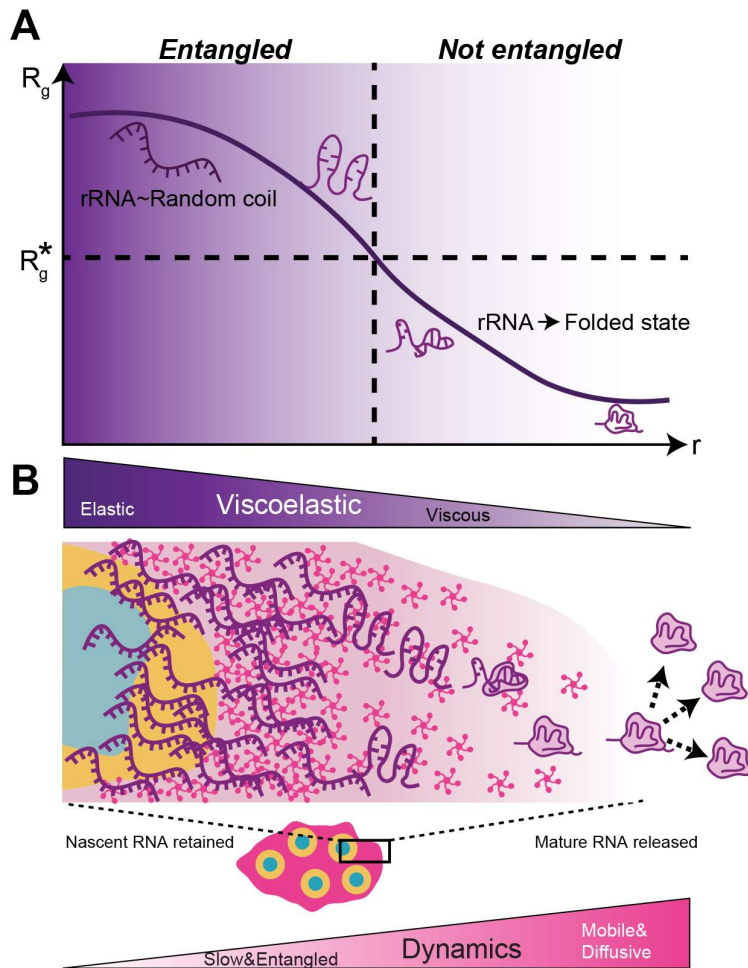 A
Entangled
Not entangled
Rg
rRNA~Random coil
Rg*
rRNA → Folded state
r
B
Elastic
Viscoelastic
Viscous
Nascent RNA retained
Mature RNA released
Slow&Entangled
Dynamics
Mobile&
Diffusive